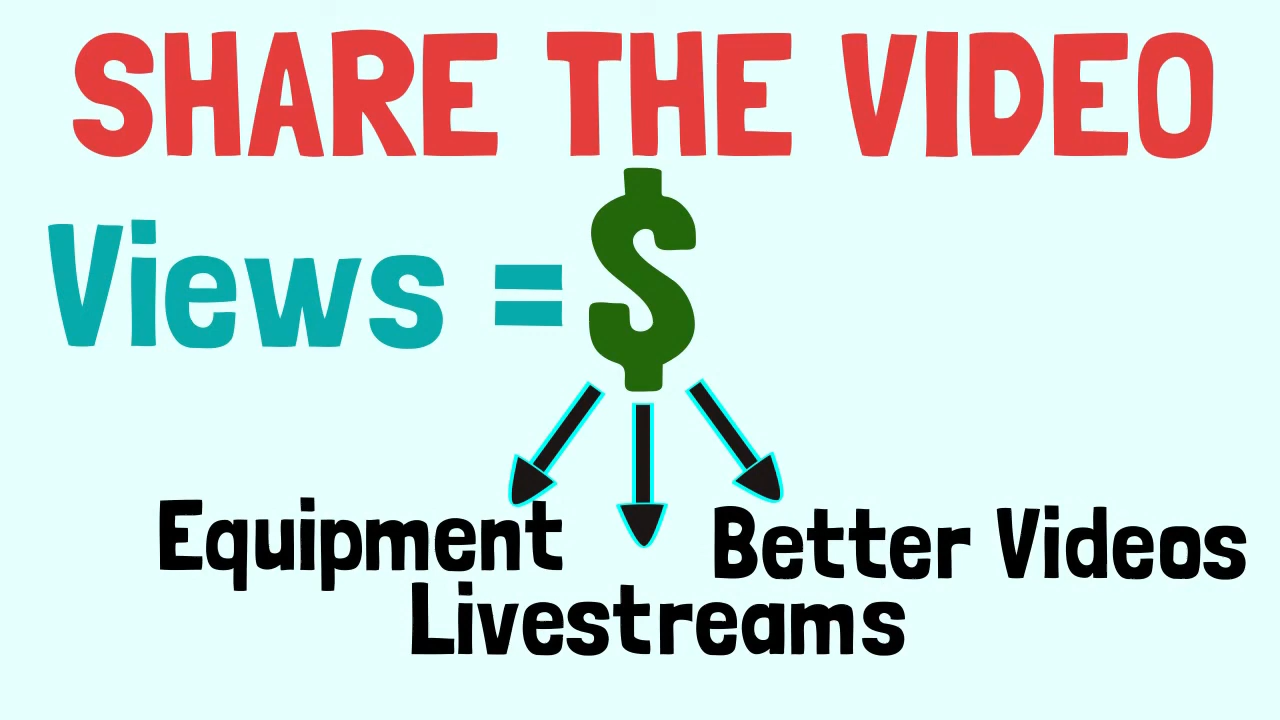 SHARE THE VIDEO
Views = $
Equipment
Better Videos
Livestreams